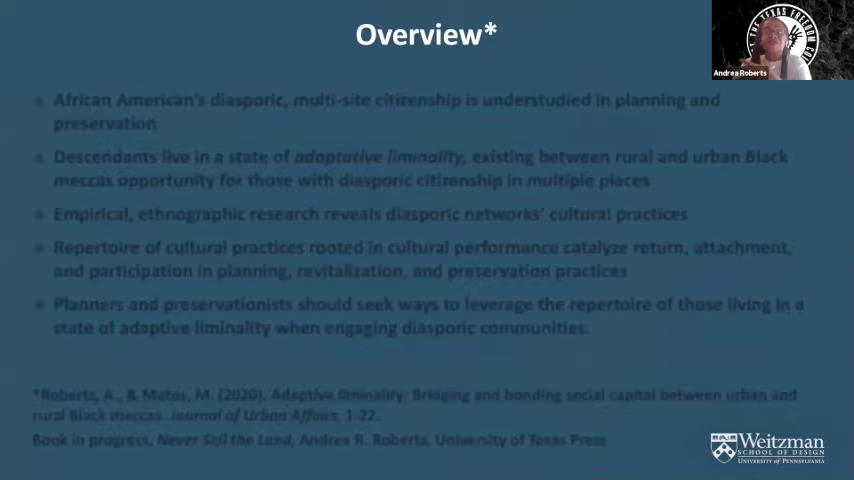 Overview*
THE TEXAS FREEDOM COL
Andrea Roberts
African American's diasporic, multi-site citizenship is understudied in planning and
preservation
Descendants live in a state of adaptative liminality, existing between rural and urban Black
meccas opportunity for those with diasporic citizenship in multiple places
Empirical, ethnographic research reveals diasporic networks' cultural practices
Repertoire of cultural practices rooted in cultural performance catalyze return, attachment,
and participation in planning, revitalization, and preservation practices
Planners and preservationists should seek ways to leverage the repertoire of those living in a
state of adaptive liminality when engaging diasporic communities.
*Roberts, A., & Matos, M. (2020). Adaptive liminality: Bridging and bonding social capital between urban and
rural Black meccas. Journal of Urban Affairs, 1-22.
Book in progress, Never Sell the Land, Andrea R. Roberts, University of Texas Press
Weitzman
SCHOOL OF DESIGN
UNIVERSITY of PENNSYLVANIA